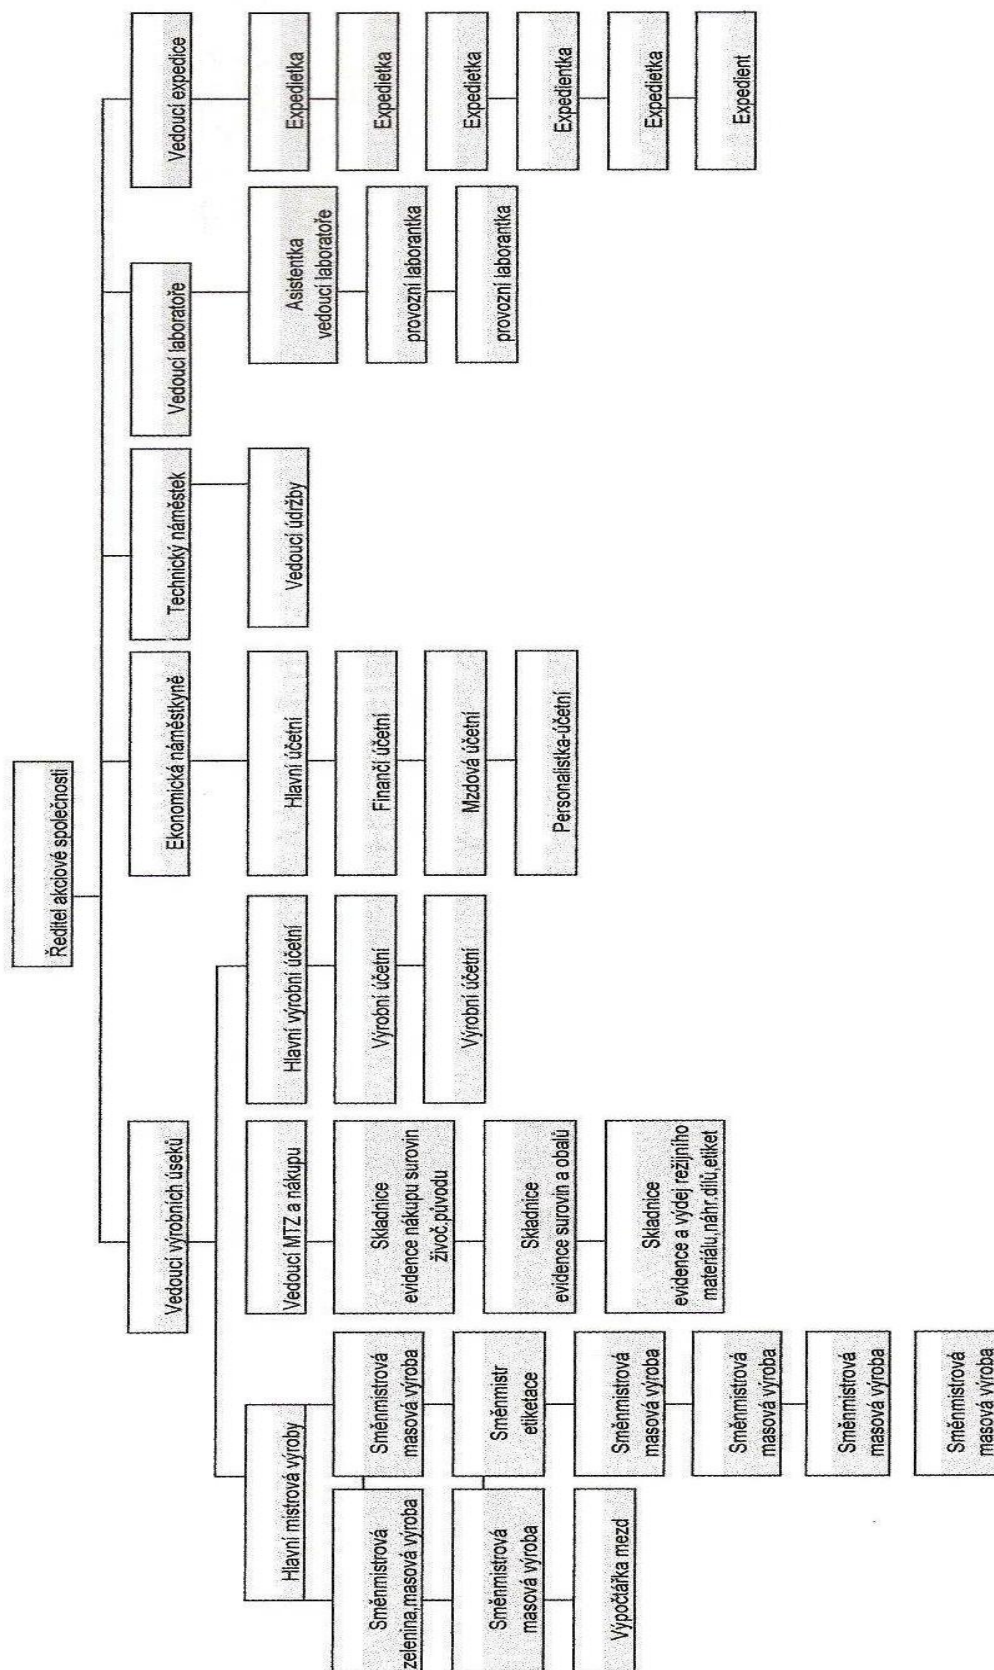 Ředitel akciové společnosti
Vedoucí výrobních úseků
Ekonomická náměstkyně
Technický náměstek
Vedoucí laboratoře
Vedoucí expedice
Hlavní mistrová výroby
Vedoucí MTZ a nákupu
Hlavní výrobní účetní
Hlavní účetní
Vedoucí údržby
Asistentka
vedoucí laboratoře
Expedietka
Směnmistrová
zelenina,masová výroba
Směnmistrová
masová výroba
Skladnice
evidence nákupu surovin
živoč.původu
Výrobní účetní
Finančí účetní
provozní laborantka
Expedietka
Směnmistrová
masová výroba
Směnmistr
etiketace
Skladnice
evidence surovin a obalů
Výrobní účetní
Mzdová účetní
provozní laborantka
Expedietka
Výpočtářka mezd
Směnmistrová
masová výroba
Skladnice
evidence a výdej režijního
materiálu,náhr.dílů,etiket
Personalistka-účetní
Expedientka
Směnmistrová
masová výroba
Expedietka
Směnmistrová
masová výroba
Expedient
Směnmistrová
masová výroba